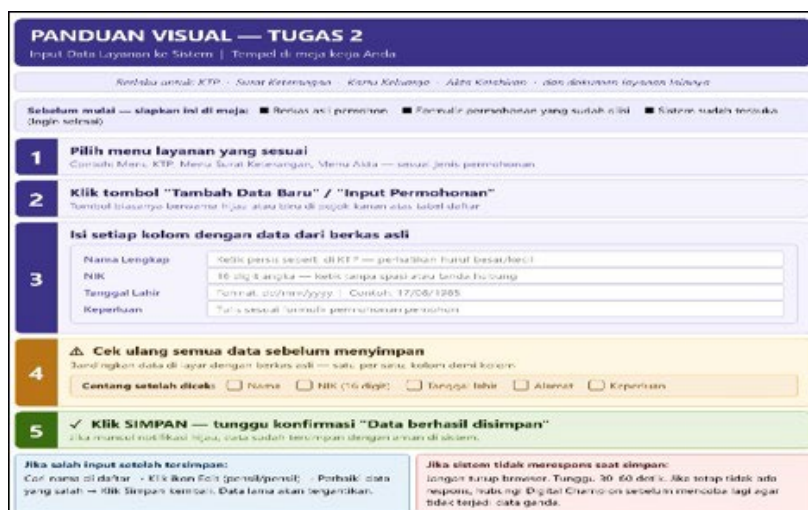 PANDUAN VISUAL — TUGAS 2
Input Data Layanan ke Sistem | Tempel di meja kerja Anda
Berlaku untuk: KTP · Surat Keterangan · Kartu Keluarga · Akta Kelahiran · dan dokumen layanan lainnya
Sebelum mulai — siapkan ini di meja: ■ Berkas asli pemohon ■ Formulir permohonan yang sudah diisi ■ Sistem sudah terbuka
(login selesai)
1
Pilih menu layanan yang sesuai
Contoh: Menu KTP, Menu Surat Keterangan, Menu Akta — sesuai jenis permohonan
2
Klik tombol "Tambah Data Baru" / "Input Permohonan"
Tombol biasanya berwarna hijau atau biru di pojok kanan atas tabel daftar
3
Isi setiap kolom dengan data dari berkas asli
Nama Lengkap Ketik persis seperti di KTP — perhatikan huruf besar/kecil
NIK 16 digit angka — ketik tanpa spasi atau tanda hubung
Tanggal Lahir Format: dd/mm/yyyy | Contoh: 17/08/1985
Keperluan Tulis sesuai formulir permohonan pemohon
4
⚠ Cek ulang semua data sebelum menyimpan
Bandingkan data di layar dengan berkas asli — satu per satu, kolom demi kolom
Centang setelah dicek: ☐ Nama ☐ NIK (16 digit) ☐ Tanggal lahir ☐ Alamat ☐ Keperluan
5
✓ Klik SIMPAN — tunggu konfirmasi "Data berhasil disimpan"
Jika muncul notifikasi hijau, data sudah tersimpan dengan aman di sistem.
Jika salah input setelah tersimpan:
Cari nama di daftar → Klik ikon Edit (pensil/pensil) → Perbaiki data
yang salah → Klik Simpan kembali. Data lama akan tergantikan.
Jika sistem tidak merespons saat simpan:
Jangan tutup browser. Tunggu 30-60 detik. Jika tetap tidak ada
respons, hubungi Digital Champion sebelum mencoba lagi agar
tidak terjadi data ganda.